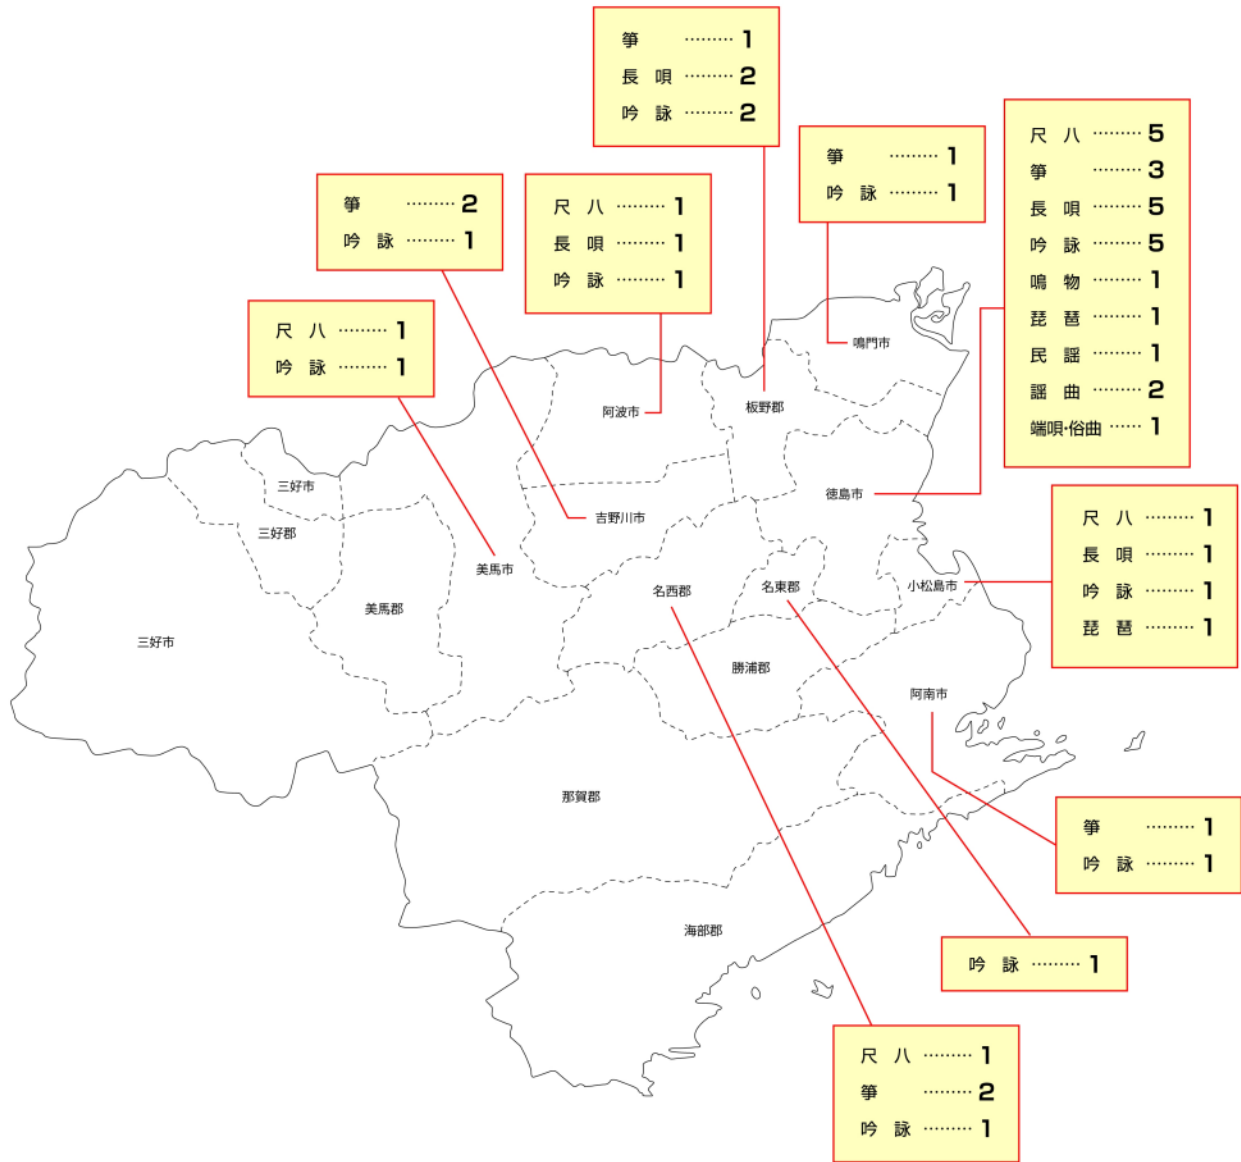 箏 ……… 1
長唄 ……… 2
吟詠 ……… 2
箏 ……… 1
吟詠 ……… 1
尺八 ……… 5
箏 ……… 3
長唄 ……… 5
吟詠 ……… 5
鳴物 ……… 1
琵琶 ……… 1
民謡 ……… 1
謡曲 ……… 2
端唄・俗曲 …… 1
箏 ……… 2
吟詠 ……… 1
尺八 ……… 1
長唄 ……… 1
吟詠 ……… 1
尺八 ……… 1
吟詠 ……… 1
鳴門市
阿波市
板野郡
三好市
徳島市
吉野川市
三好郡
美馬市
尺八 ……… 1
長唄 ……… 1
吟詠 ……… 1
琵琶 ……… 1
小松島市
名西郡
名東郡
美馬郡
三好市
勝浦郡
阿南市
那賀郡
箏 ……… 1
吟詠 ……… 1
海部郡
吟詠 ……… 1
尺八 ……… 1
箏 ……… 2
吟詠 ……… 1